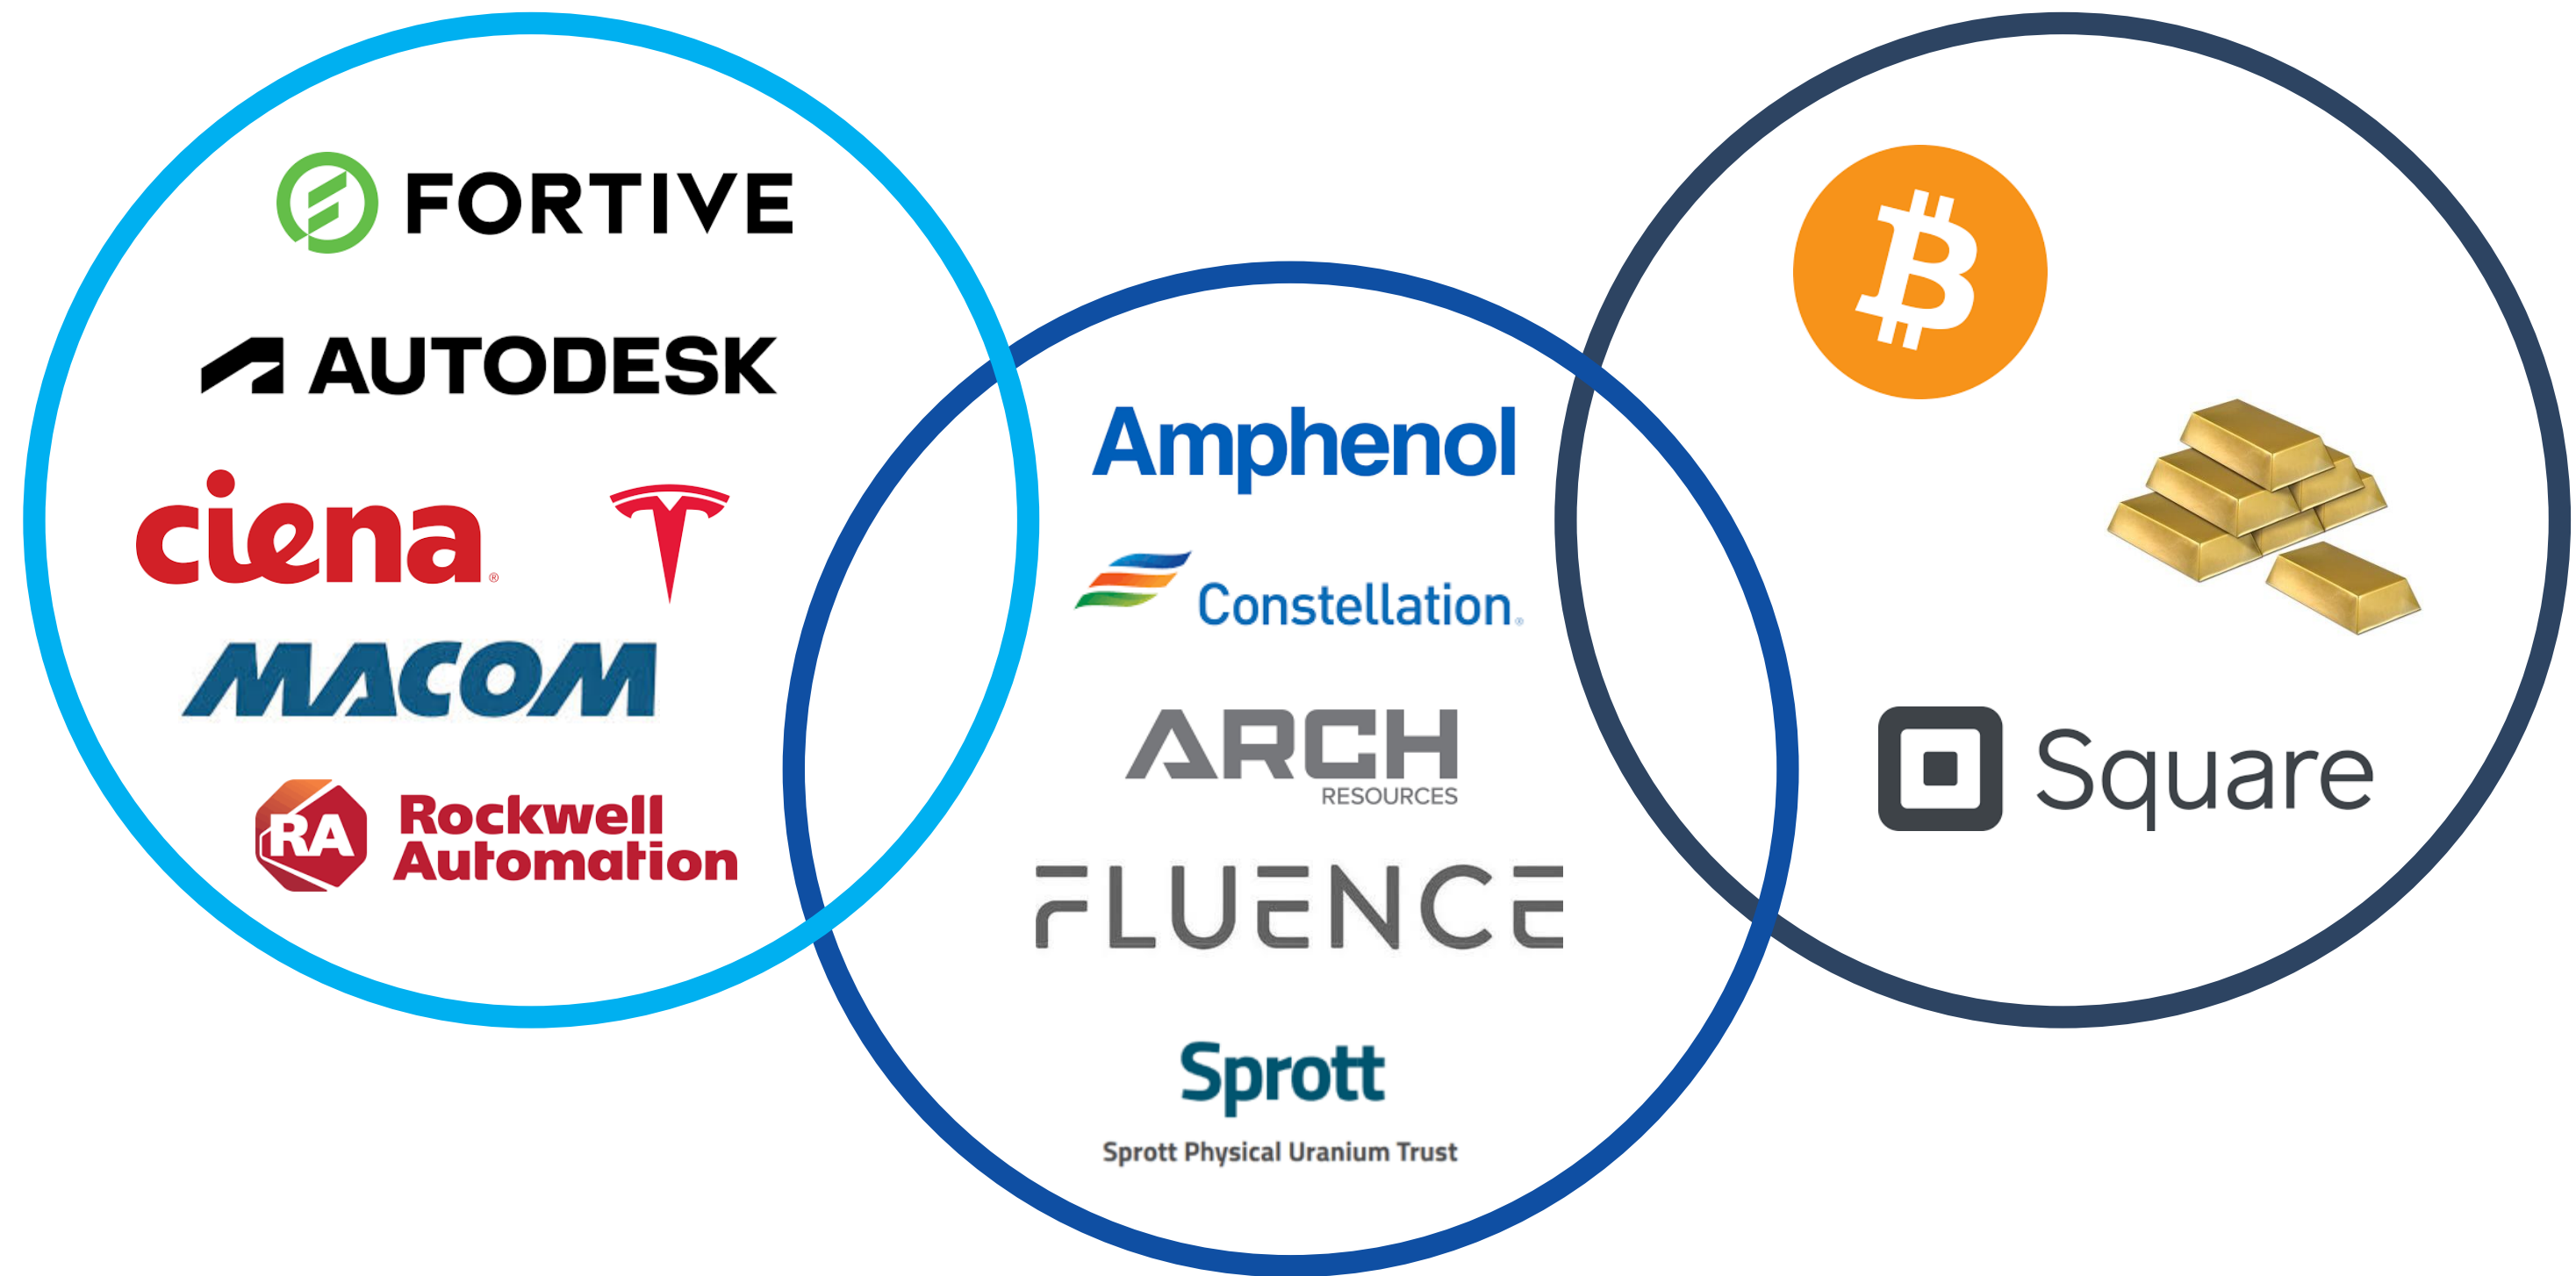 FORTIVE
AUTODESK
ciena®
MACOM
RA
Rockwell
Automation
Amphenol
Constellation®
ARCH
RESOURCES
FLUENCE
Sprott
Sprott Physical Uranium Trust
Square